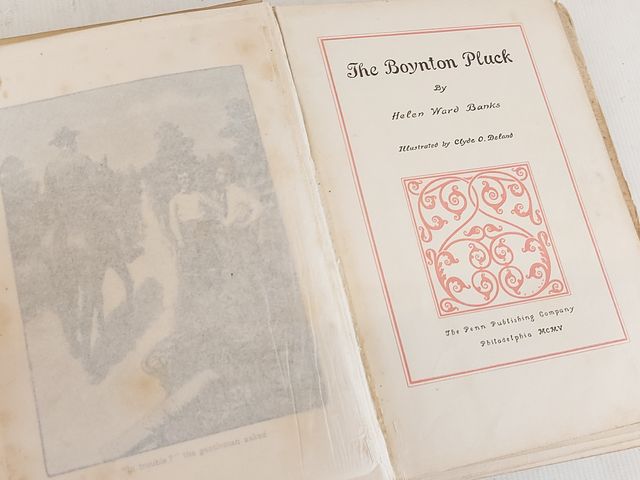 "In trouble?" the gentleman asked
The Boynton Pluck
By
Helen Ward Banks
Illustrated by Clyde O. Deland
The Penn Publishing Company
Philadelphia MCMV